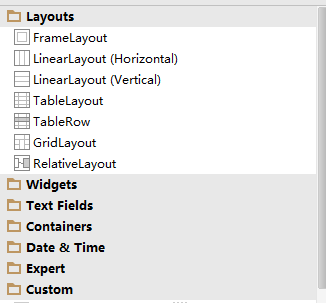 Layouts
FrameLayout
LinearLayout (Horizontal)
LinearLayout (Vertical)
TableLayout
TableRow
GridLayout
RelativeLayout
Widgets
Text Fields
Containers
Date & Time
Expert
Custom